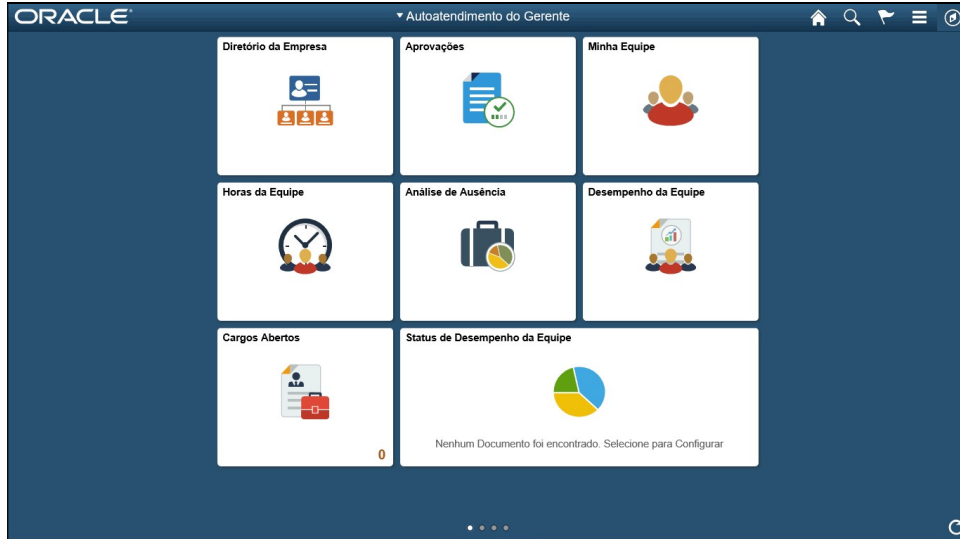 ORACLE
Autoatendimento do Gerente
Diretório da Empresa
Aprovações
Minha Equipe
Horas da Equipe
Análise de Ausência
Desempenho da Equipe
Cargos Abertos
0
Status de Desempenho da Equipe
Nenhum Documento foi encontrado. Selecione para Configurar